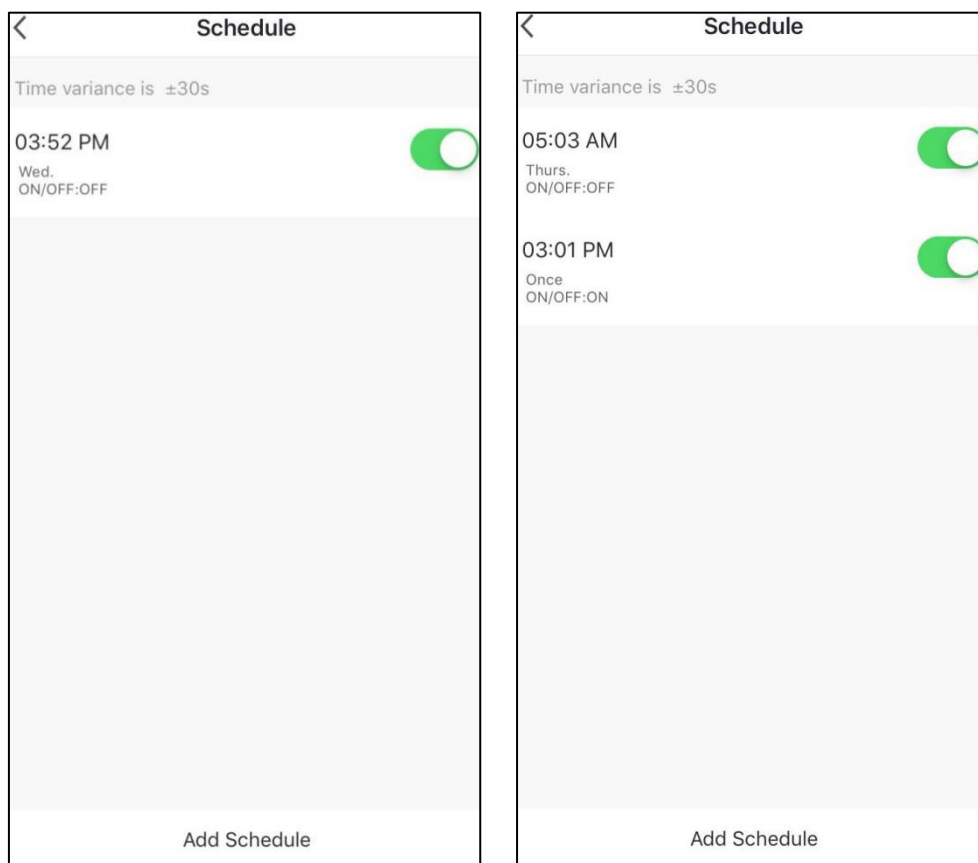 Schedule
Time variance is ±30s
03:52 PM
Wed.
ON/OFF:OFF
Add Schedule
Schedule
Time variance is ±30s
05:03 AM
Thurs.
ON/OFF:OFF
03:01 PM
Once
ON/OFF:ON
Add Schedule